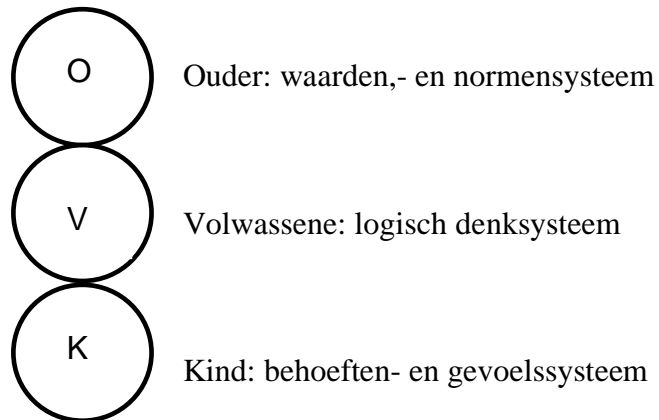 O Ouder: waarden,- en normensysteem
V Volwassene: logisch denksysteem
K Kind: behoeften- en gevoelssysteem